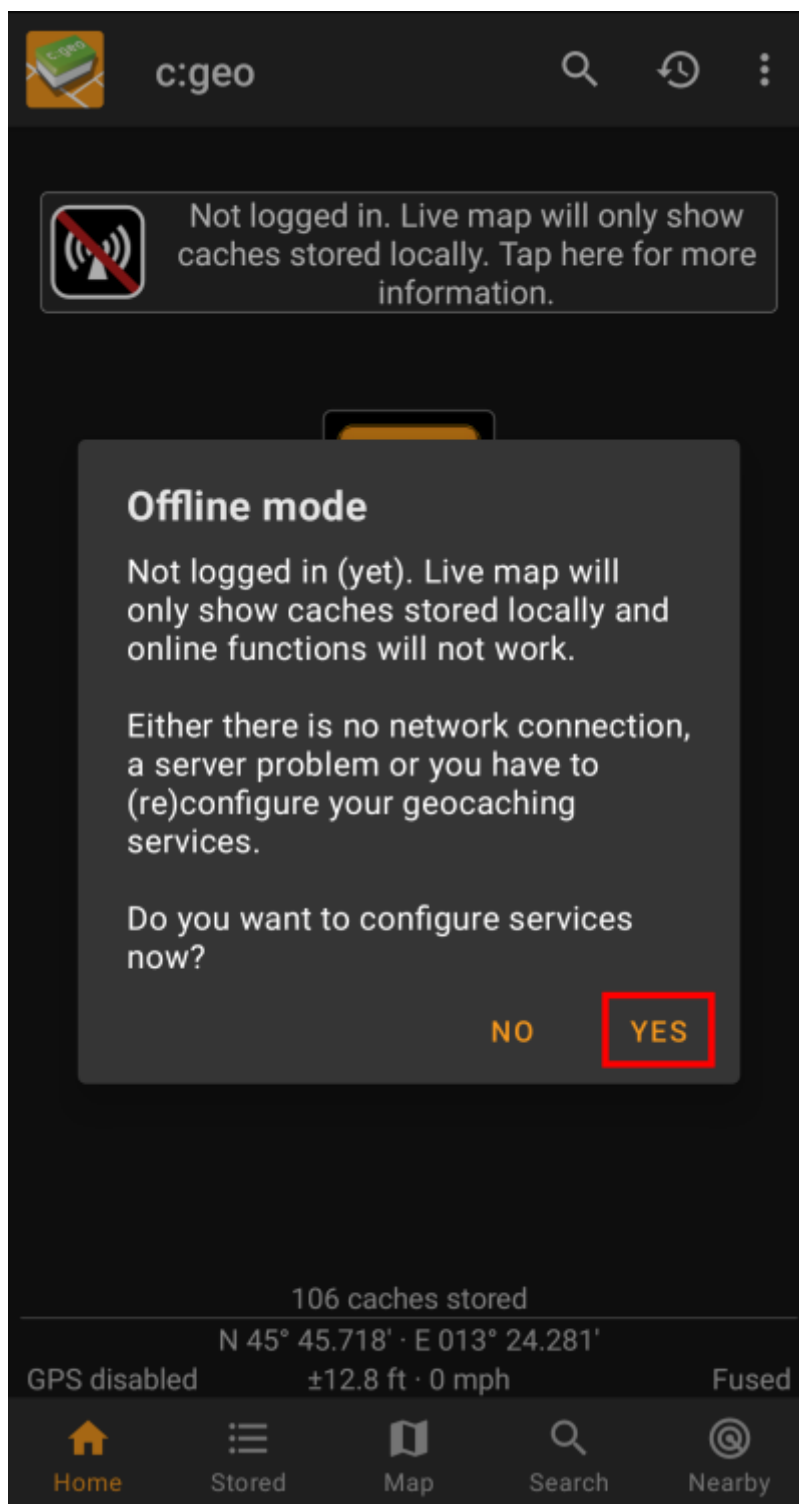 c:geo
c:geo
Not logged in. Live map will only show
caches stored locally. Tap here for more
information.
Offline mode
Not logged in (yet). Live map will
only show caches stored locally and
online functions will not work.
Either there is no network connection,
a server problem or you have to
(re)configure your geocaching
services.
Do you want to configure services
now?
NO YES
106 caches stored
N 45° 45.718' · E 013° 24.281'
GPS disabled ±12.8 ft · 0 mph Fused
Home Stored Map Search Nearby